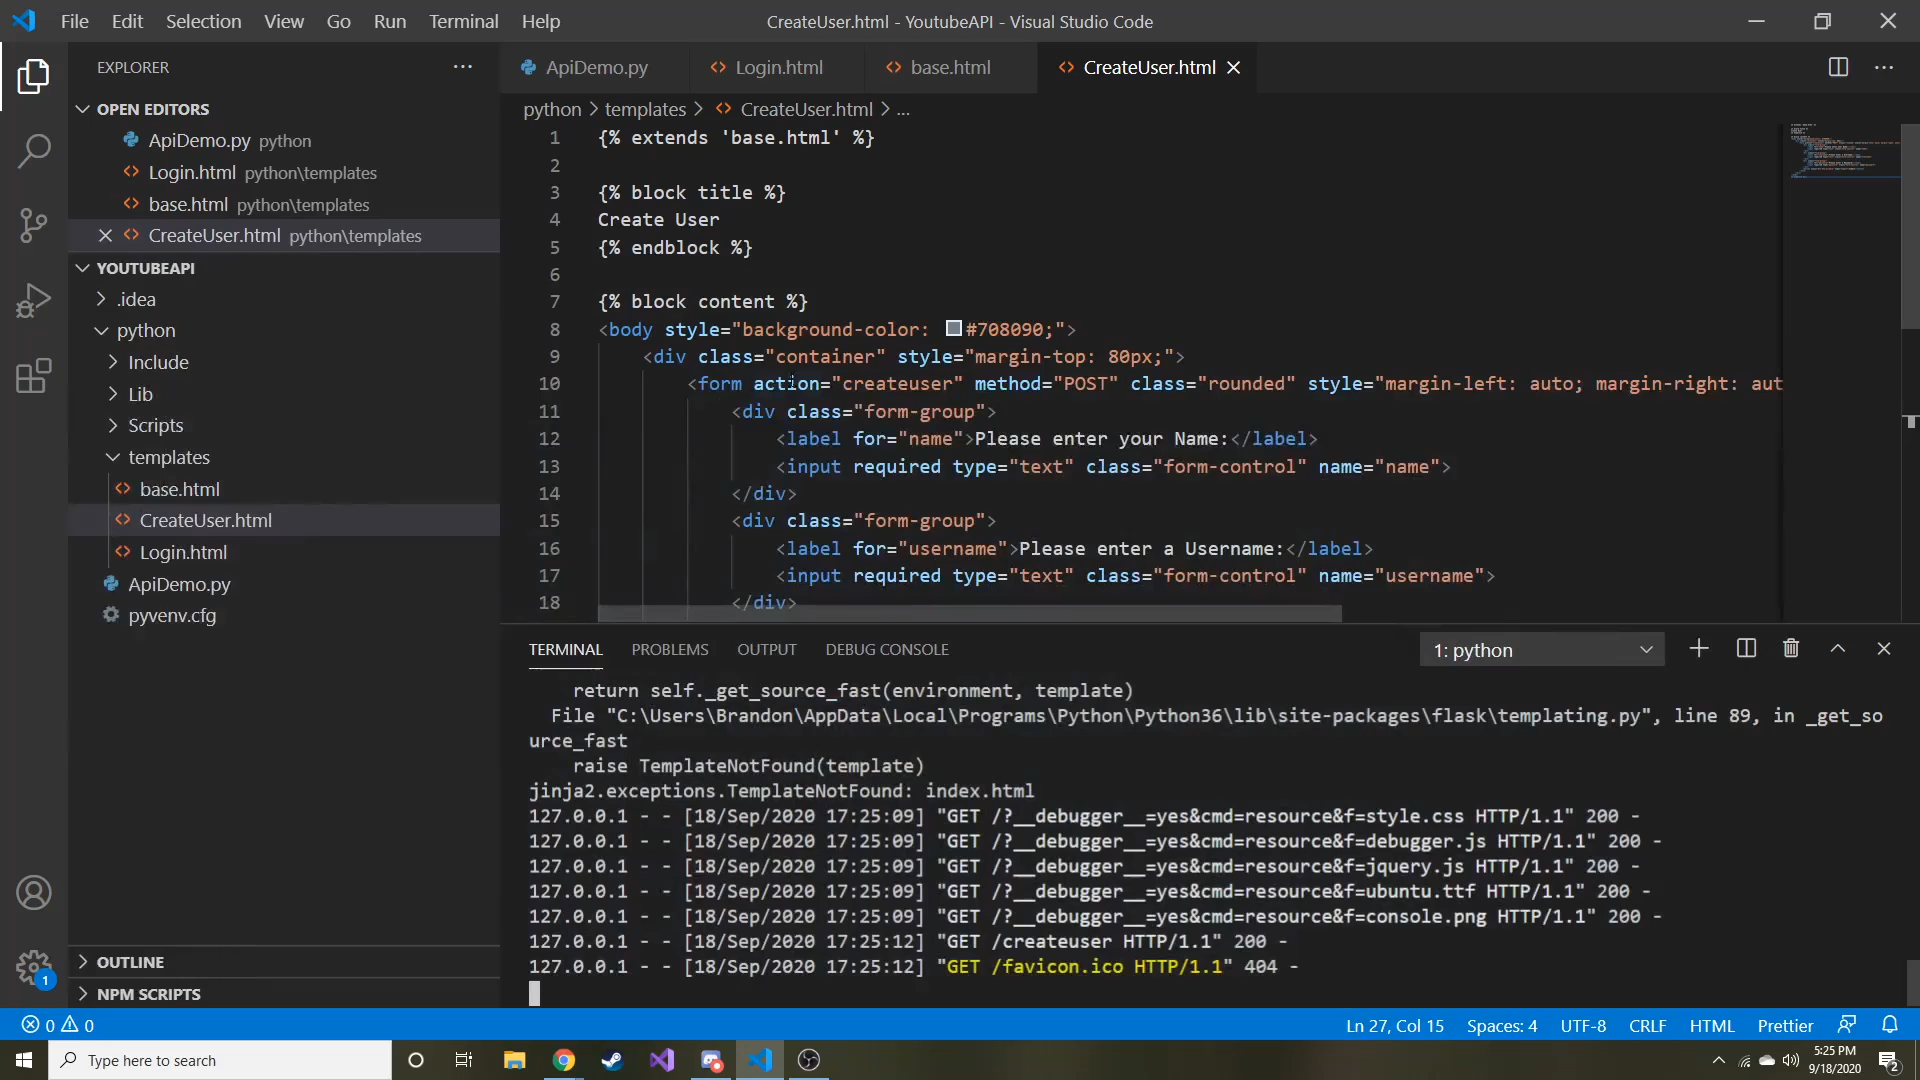 File Edit Selection View Go Run Terminal Help
CreateUser.html - YoutubeAPI - Visual Studio Code
EXPLORER
OPEN EDITORS
ApiDemo.py python
Login.html python\templates
base.html python\templates
CreateUser.html python\templates
YOUTUBEAPI
.idea
python
Include
Lib
Scripts
templates
base.html
CreateUser.html
Login.html
ApiDemo.py
pyvenv.cfg
OUTLINE
NPM SCRIPTS
ApiDemo.py Login.html base.html CreateUser.html
python > templates > CreateUser.html > ...
1 {% extends 'base.html' %}
2
3 {% block title %}
4 Create User
5 {% endblock %}
6
7 {% block content %}
8 <body style="background-color: #708090;">
9 <div class="container" style="margin-top: 80px;">
10 <form action="createuser" method="POST" class="rounded" style="margin-left: auto; margin-right: aut
11 <div class="form-group">
12 <label for="name">Please enter your Name:</label>
13 <input required type="text" class="form-control" name="name">
14 </div>
15 <div class="form-group">
16 <label for="username">Please enter a Username:</label>
17 <input required type="text" class="form-control" name="username">
18 </div>
TERMINAL PROBLEMS OUTPUT DEBUG CONSOLE
1: python
return self._get_source_fast(environment, template)
File "C:\Users\Brandon\AppData\Local\Programs\Python\Python36\lib\site-packages\flask\templating.py", line 89, in _get_so
urce_fast
raise TemplateNotFound(template)
jinja2.exceptions.TemplateNotFound: index.html
127.0.0.1 - - [18/Sep/2020 17:25:09] "GET /?__debugger__=yes&cmd=resource&f=style.css HTTP/1.1" 200 -
127.0.0.1 - - [18/Sep/2020 17:25:09] "GET /?__debugger__=yes&cmd=resource&f=debugger.js HTTP/1.1" 200 -
127.0.0.1 - - [18/Sep/2020 17:25:09] "GET /?__debugger__=yes&cmd=resource&f=jquery.js HTTP/1.1" 200 -
127.0.0.1 - - [18/Sep/2020 17:25:09] "GET /?__debugger__=yes&cmd=resource&f=ubuntu.ttf HTTP/1.1" 200 -
127.0.0.1 - - [18/Sep/2020 17:25:09] "GET /?__debugger__=yes&cmd=resource&f=console.png HTTP/1.1" 200 -
127.0.0.1 - - [18/Sep/2020 17:25:12] "GET /createuser HTTP/1.1" 200 -
127.0.0.1 - - [18/Sep/2020 17:25:12] "GET /favicon.ico HTTP/1.1" 404 -
1
0 0
Ln 27, Col 15 Spaces: 4 UTF-8 CRLF HTML Prettier
Type here to search
5:25 PM
9/18/2020
2